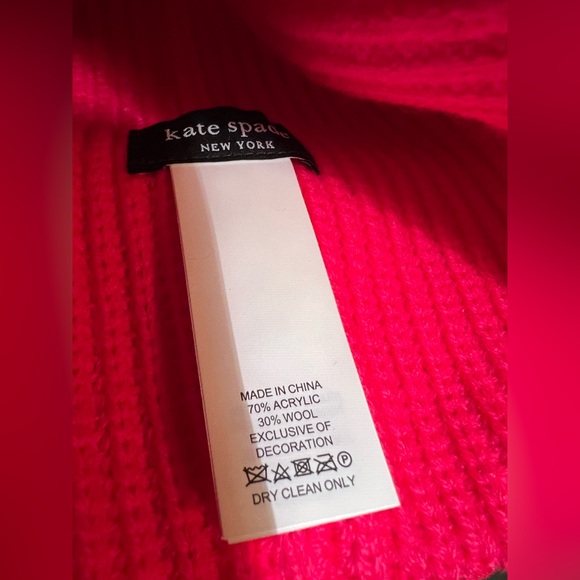 kate spade
NEW YORK
MADE IN CHINA
70% ACRYLIC
30% WOOL
EXCLUSIVE OF
DECORATION
P
DRY CLEAN ONLY